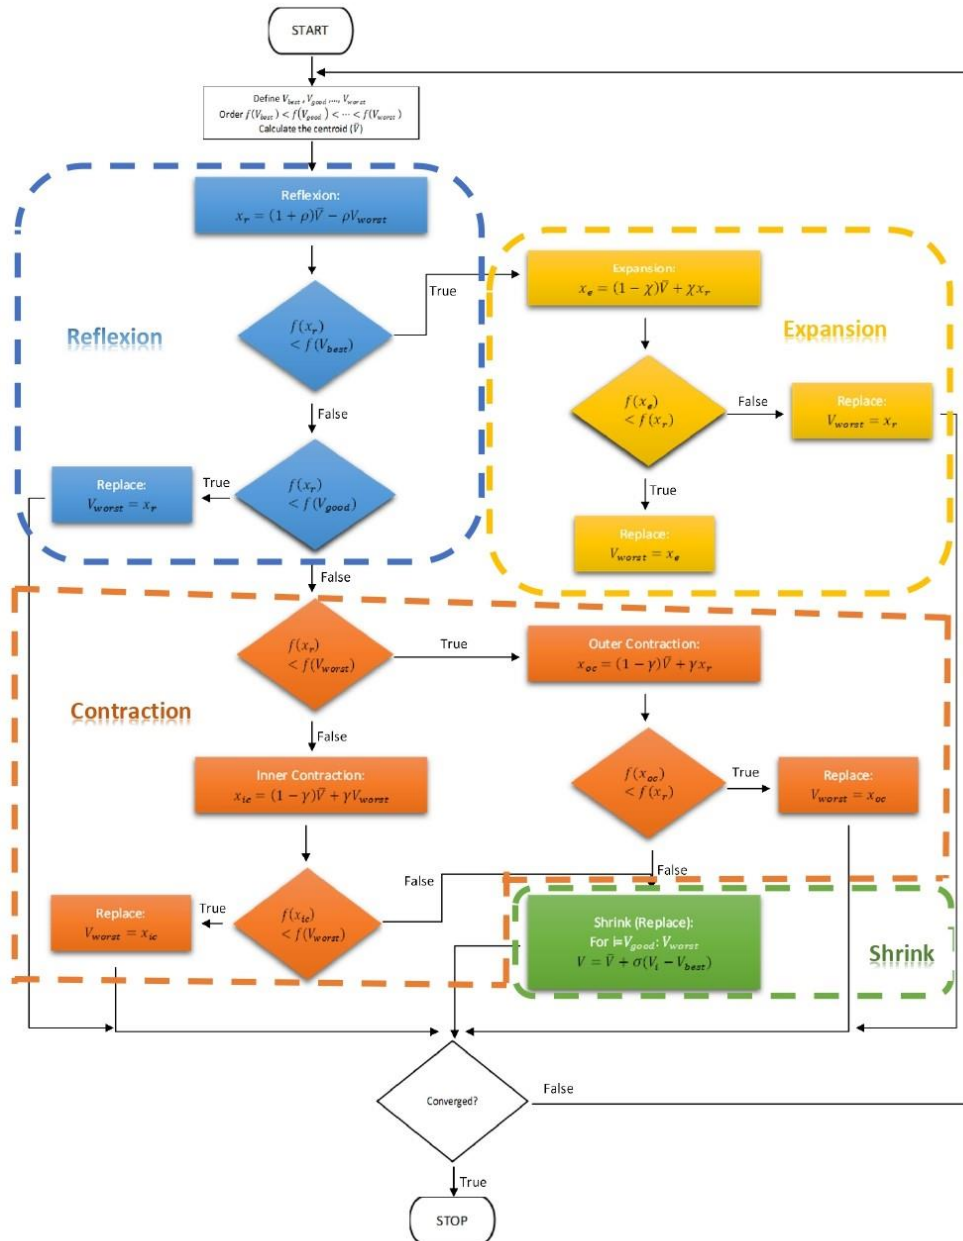 START
Define V_best, V_good, ..., V_worst
Order f(V_best) < f(V_good) < ⋯ < f(V_worst)
Calculate the centroid (V̄)
Reflexion:
x_r = (1 + ρ)V̄ − ρV_worst
True
Expansion:
x_e = (1 − χ)V̄ + χx_r
Reflexion
f(x_r)
< f(V_best)
Expansion
False
f(x_e)
< f(x_r)
False
Replace:
V_worst = x_r
Replace:
V_worst = x_r
True
f(x_r)
< f(V_good)
True
Replace:
V_worst = x_e
False
f(x_r)
< f(V_worst)
True
Outer Contraction:
x_oc = (1 − γ)V̄ + γx_r
Contraction
False
Inner Contraction:
x_ic = (1 − γ)V̄ + γV_worst
f(x_oc)
< f(x_r)
True
Replace:
V_worst = x_oc
False
False
Replace:
V_worst = x_ic
True
f(x_ic)
< f(V_worst)
Shrink (Replace):
For i=V_good: V_worst
V = V̄ + σ(V_i − V_best)
Shrink
Converged?
False
True
STOP